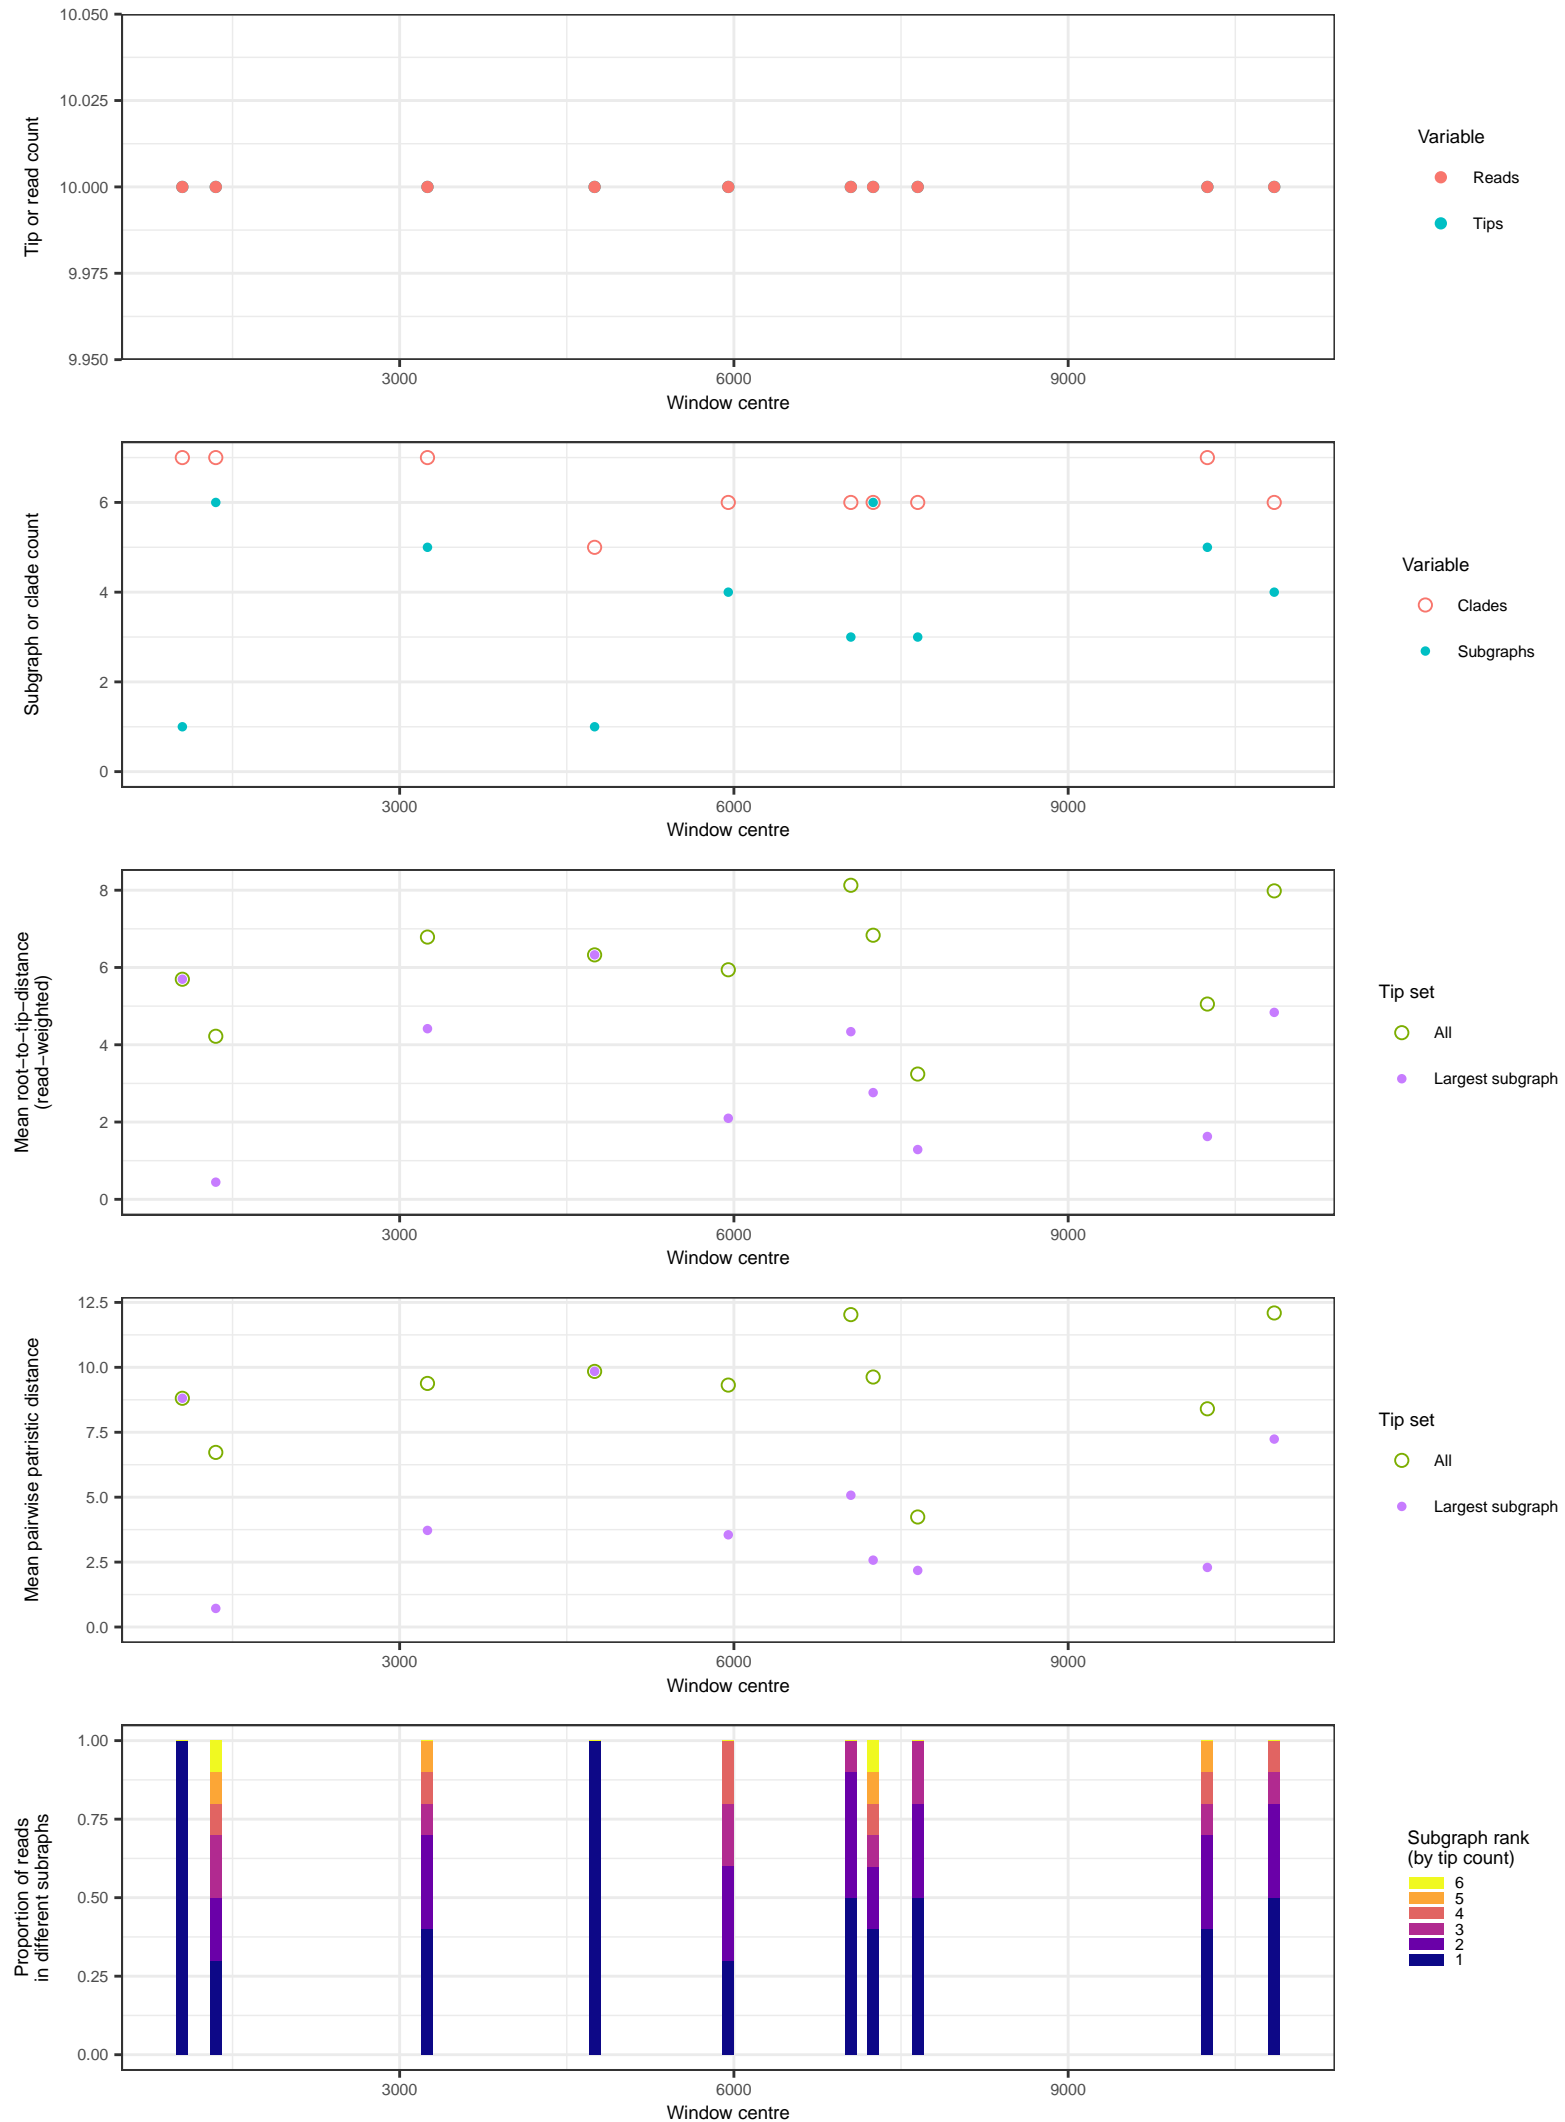 10.050
10.025
10.000
9.975
9.950
Tip or read count
3000 6000 9000
Window centre
Variable
Reads
Tips
6
4
2
0
Subgraph or clade count
3000 6000 9000
Window centre
Variable
Clades
Subgraphs
8
6
4
2
0
Mean root−to−tip−distance
(read−weighted)
3000 6000 9000
Window centre
Tip set
All
Largest subgraph
12.5
10.0
7.5
5.0
2.5
0.0
Mean pairwise patristic distance
3000 6000 9000
Window centre
Tip set
All
Largest subgraph
1.00
0.75
0.50
0.25
0.00
Proportion of reads
in different subraphs
3000 6000 9000
Window centre
Subgraph rank
(by tip count)
6
5
4
3
2
1